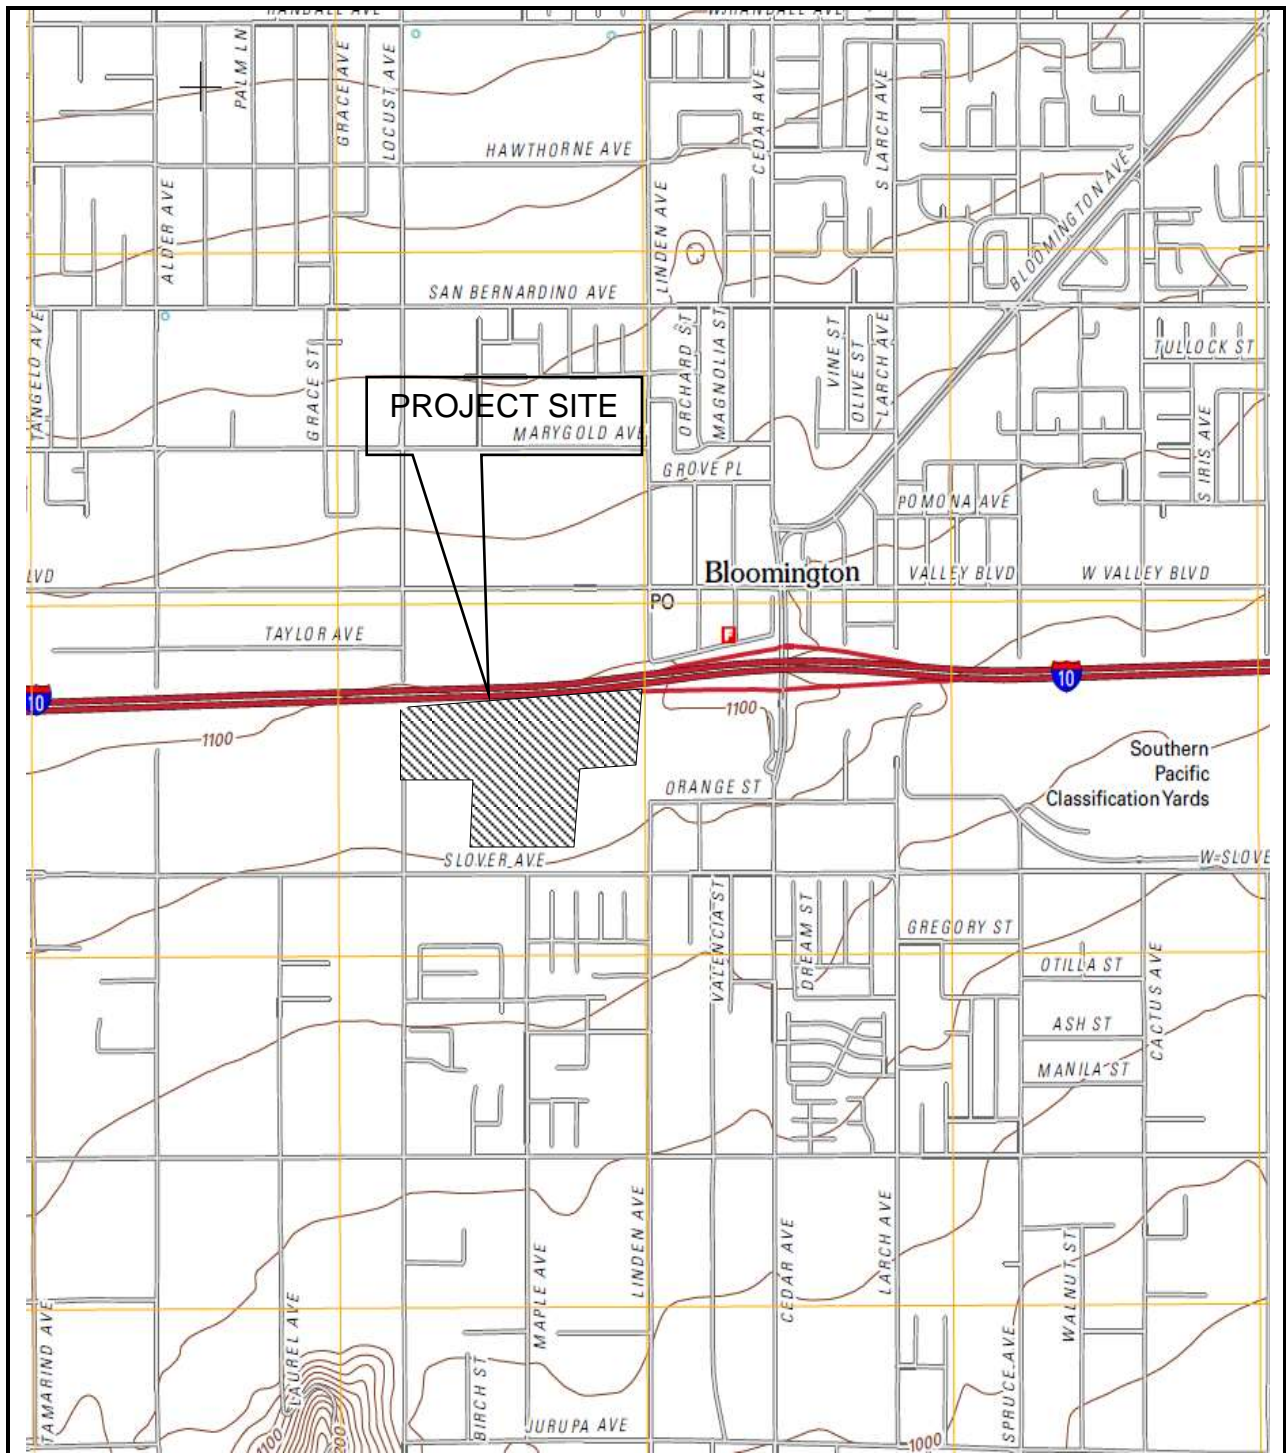 RANDALL AVE
W RANDALL AVE
PALM LN
GRACE AVE
LOCUST AVE
CEDAR AVE
S LARCH AVE
HAWTHORNE AVE
BLOOMINGTON AVE
ALDER AVE
LINDEN AVE
SAN BERNARDINO AVE
TANGELO AVE
GRACE ST
ORCHARD ST
MAGNOLIA ST
VINE ST
OLIVE ST
LARCH AVE
TULLOCK ST
PROJECT SITE
MARYGOLD AVE
S IRIS AVE
GROVE PL
POMONA AVE
LVD
Bloomington
VALLEY BLVD
W VALLEY BLVD
PO
F
TAYLOR AVE
10
10
1100
1100
Southern
Pacific
Classification Yards
ORANGE ST
SLOVER AVE
W SLOVE
VALENCIA ST
DREAM ST
GREGORY ST
OTILLA ST
CACTUS AVE
ASH ST
MANILA ST
LINDEN AVE
MAPLE AVE
CEDAR AVE
LARCH AVE
WALNUT ST
TAMARIND AVE
LAUREL AVE
BIRCH ST
SPRUCE AVE
JURUPA AVE
1100
1000